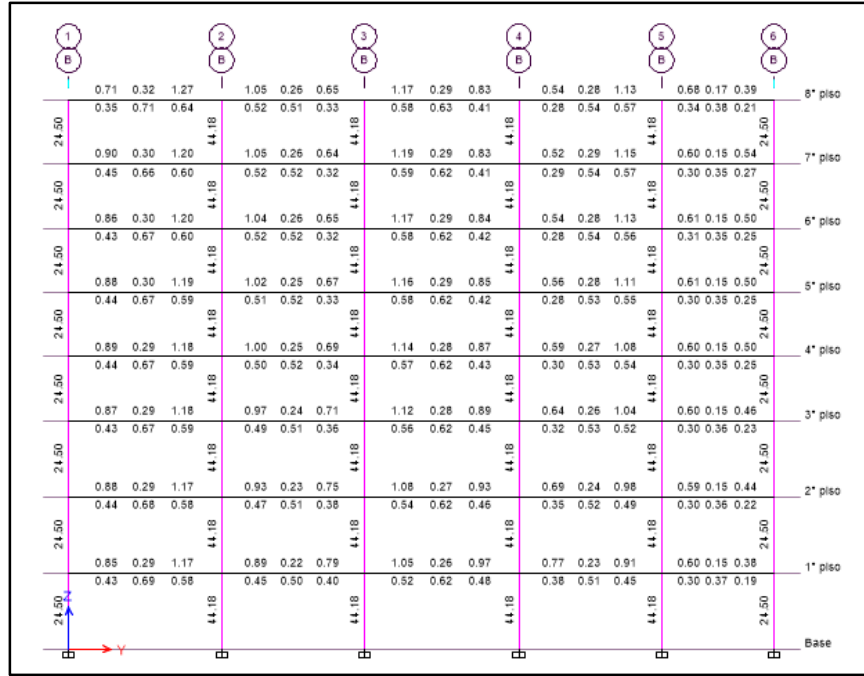 1 2 3 4 5 6
B B B B B B
0.71 0.32 1.27 1.05 0.26 0.65 1.17 0.29 0.83 0.54 0.28 1.13 0.68 0.17 0.39 8° piso
0.35 0.71 0.64 0.52 0.51 0.33 0.58 0.63 0.41 0.28 0.54 0.57 0.34 0.38 0.21
24.50 44.18 44.18 44.18 44.18 24.50
0.90 0.30 1.20 1.05 0.26 0.64 1.19 0.29 0.83 0.52 0.29 1.15 0.60 0.15 0.54 7° piso
0.45 0.66 0.60 0.52 0.52 0.32 0.59 0.62 0.41 0.29 0.54 0.57 0.30 0.35 0.27
24.50 44.18 44.18 44.18 44.18 24.50
0.86 0.30 1.20 1.04 0.26 0.65 1.17 0.29 0.84 0.54 0.28 1.13 0.61 0.15 0.50 6° piso
0.43 0.67 0.60 0.52 0.52 0.32 0.58 0.62 0.42 0.28 0.54 0.56 0.31 0.35 0.25
24.50 44.18 44.18 44.18 44.18 24.50
0.88 0.30 1.19 1.02 0.25 0.67 1.16 0.29 0.85 0.56 0.28 1.11 0.61 0.15 0.50 5° piso
0.44 0.67 0.59 0.51 0.52 0.33 0.58 0.62 0.42 0.28 0.53 0.55 0.30 0.35 0.25
24.50 44.18 44.18 44.18 44.18 24.50
0.89 0.29 1.18 1.00 0.25 0.69 1.14 0.28 0.87 0.59 0.27 1.08 0.60 0.15 0.50 4° piso
0.44 0.67 0.59 0.50 0.52 0.34 0.57 0.62 0.43 0.30 0.53 0.54 0.30 0.35 0.25
24.50 44.18 44.18 44.18 44.18 24.50
0.87 0.29 1.18 0.97 0.24 0.71 1.12 0.28 0.89 0.64 0.26 1.04 0.60 0.15 0.46 3° piso
0.43 0.67 0.59 0.49 0.51 0.36 0.56 0.62 0.45 0.32 0.53 0.52 0.30 0.36 0.23
24.50 44.18 44.18 44.18 44.18 24.50
0.88 0.29 1.17 0.93 0.23 0.75 1.08 0.27 0.93 0.69 0.24 0.98 0.59 0.15 0.44 2° piso
0.44 0.68 0.58 0.47 0.51 0.38 0.54 0.62 0.46 0.35 0.52 0.49 0.30 0.36 0.22
24.50 44.18 44.18 44.18 44.18 24.50
0.85 0.29 1.17 0.89 0.22 0.79 1.05 0.26 0.97 0.77 0.23 0.91 0.60 0.15 0.38 1° piso
0.43 0.69 0.58 0.45 0.50 0.40 0.52 0.62 0.48 0.38 0.51 0.45 0.30 0.37 0.19
24.50 44.18 44.18 44.18 44.18 24.50
Z
Y
Base